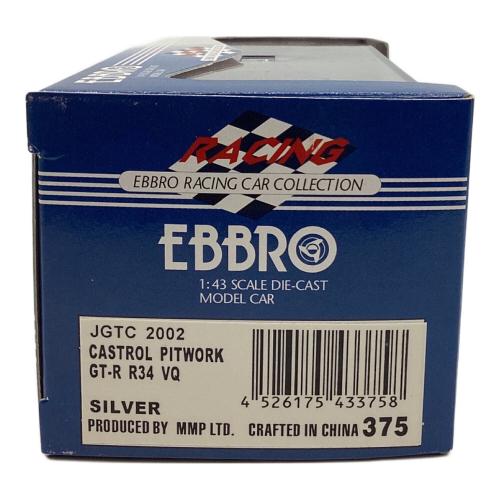 EBBRO
RACING
EBBRO RACING CAR COLLECTION
EBBRO
1:43 SCALE DIE-CAST
MODEL CAR
JGTC 2002
CASTROL PITWORK
GT-R R34 VQ
SILVER
4 526175 433758
PRODUCED BY MMP LTD. CRAFTED IN CHINA 375